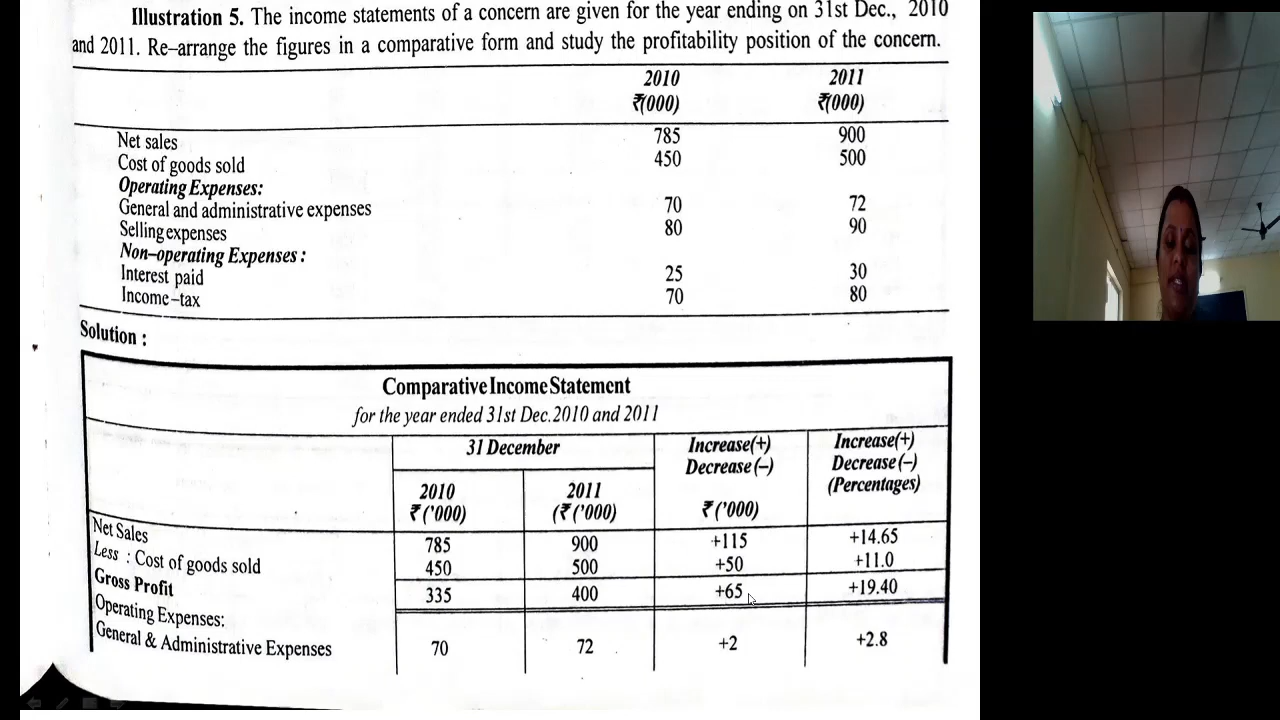 Illustration 5. The income statements of a concern are given for the year ending on 31st Dec., 2010
and 2011. Re-arrange the figures in a comparative form and study the profitability position of the concern.
2010 2011
₹(000) ₹(000)
Net sales 785 900
Cost of goods sold 450 500
Operating Expenses:
General and administrative expenses 70 72
Selling expenses 80 90
Non-operating Expenses :
Interest paid 25 30
Income-tax 70 80
Solution :
Comparative Income Statement
for the year ended 31st Dec.2010 and 2011
31 December Increase(+) Increase(+)
Decrease (-) Decrease (-)
(Percentages)
2010 2011
₹ ('000) (₹ ('000) ₹ ('000)
Net Sales 785 900 +115 +14.65
Less : Cost of goods sold 450 500 +50 +11.0
Gross Profit 335 400 +65 +19.40
Operating Expenses:
General & Administrative Expenses 70 72 +2 +2.8